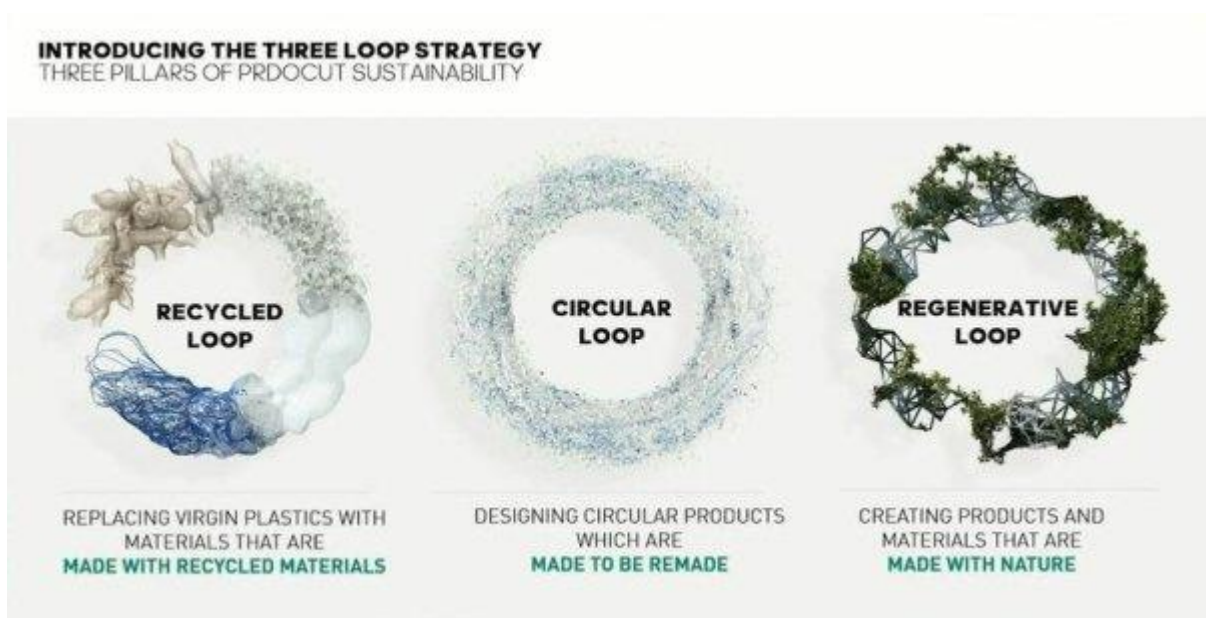 INTRODUCING THE THREE LOOP STRATEGY
THREE PILLARS OF PRDOCUT SUSTAINABILITY
RECYCLED
LOOP
CIRCULAR
LOOP
REGENERATIVE
LOOP
REPLACING VIRGIN PLASTICS WITH
MATERIALS THAT ARE
MADE WITH RECYCLED MATERIALS
DESIGNING CIRCULAR PRODUCTS
WHICH ARE
MADE TO BE REMADE
CREATING PRODUCTS AND
MATERIALS THAT ARE
MADE WITH NATURE